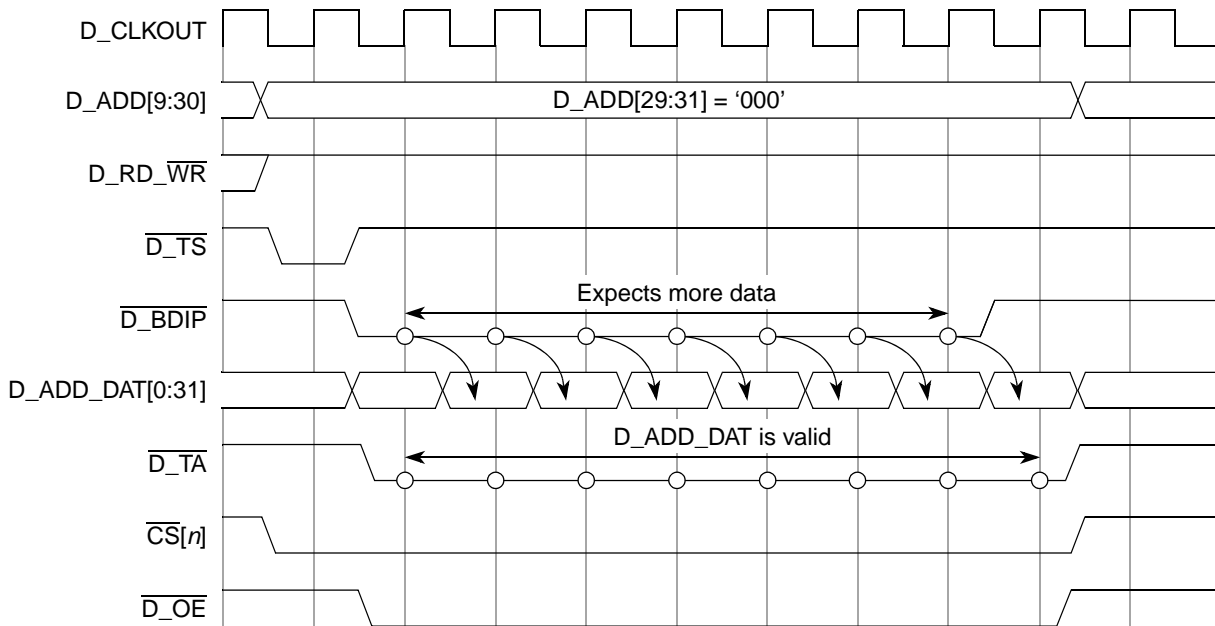 D_CLKOUT
D_ADD[9:30]
D_ADD[29:31] = ‘000’
D_RD_WR
D_TS
Expects more data
D_BDIP
D_ADD_DAT[0:31]
D_ADD_DAT is valid
D_TA
CS[n]
D_OE